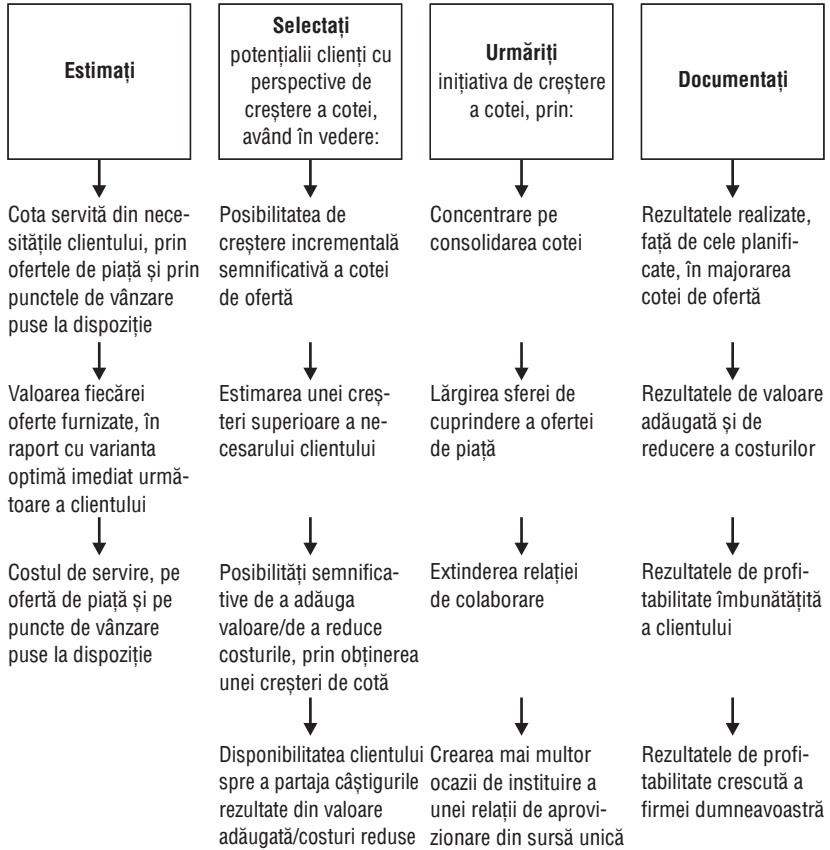 Estimați
Selectați
potențialii clienți cu
perspective de
creștere a cotei,
având în vedere:
Urmăriți
inițiativa de creștere
a cotei, prin:
Documentați
Cota servită din nece-
sitățile clientului, prin
ofertele de piață și prin
punctele de vânzare
puse la dispoziție
Posibilitatea de
creștere incrementală
semnificativă a cotei
de ofertă
Concentrare pe
consolidarea cotei
Rezultatele realizate,
față de cele planifi-
cate, în majorarea
cotei de ofertă
Valoarea fiecărei
oferte furnizate, în
raport cu varianta
optimă imediat urmă-
toare a clientului
Estimarea unei creș-
teri superioare a ne-
cesarului clientului
Lărgirea sferei de
cuprindere a ofertei
de piață
Rezultatele de valoare
adăugată și de
reducere a costurilor
Costul de servire, pe
ofertă de piață și pe
puncte de vânzare
puse la dispoziție
Posibilități semnifica-
tive de a adăuga
valoare/de a reduce
costurile, prin obținerea
unei creșteri de cotă
Extinderea relației
de colaborare
Rezultatele de profi-
tabilitate îmbunătățită
a clientului
Disponibilitatea clientului
spre a partaja câștigurile
rezultate din valoare
adăugată/costuri reduse
Crearea mai multor
ocazii de instituire a
unei relații de aprovi-
zionare din sursă unică
Rezultatele de profi-
tabilitate crescută a
firmei dumneavoastră